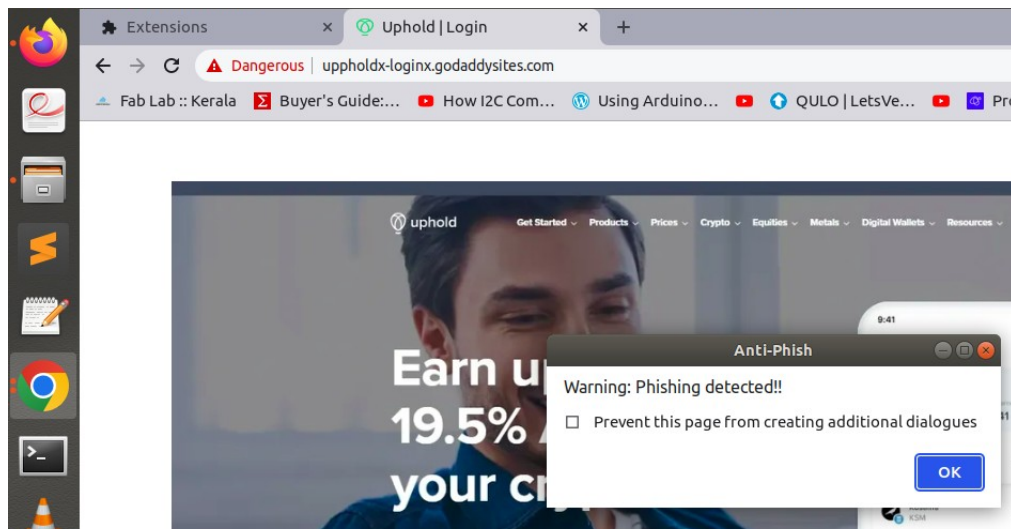 Extensions
Uphold | Login
Dangerous uppholdx-loginx.godaddysites.com
Fab Lab :: Kerala Buyer's Guide:... How I2C Com... Using Arduino... QULO | LetsVe... Pr
uphold Get Started Products Prices Crypto Equities Metals Digital Wallets Resources
9:41
Earn u
19.5%
your cr
Anti-Phish
Warning: Phishing detected!!
Prevent this page from creating additional dialogues
OK
KSM